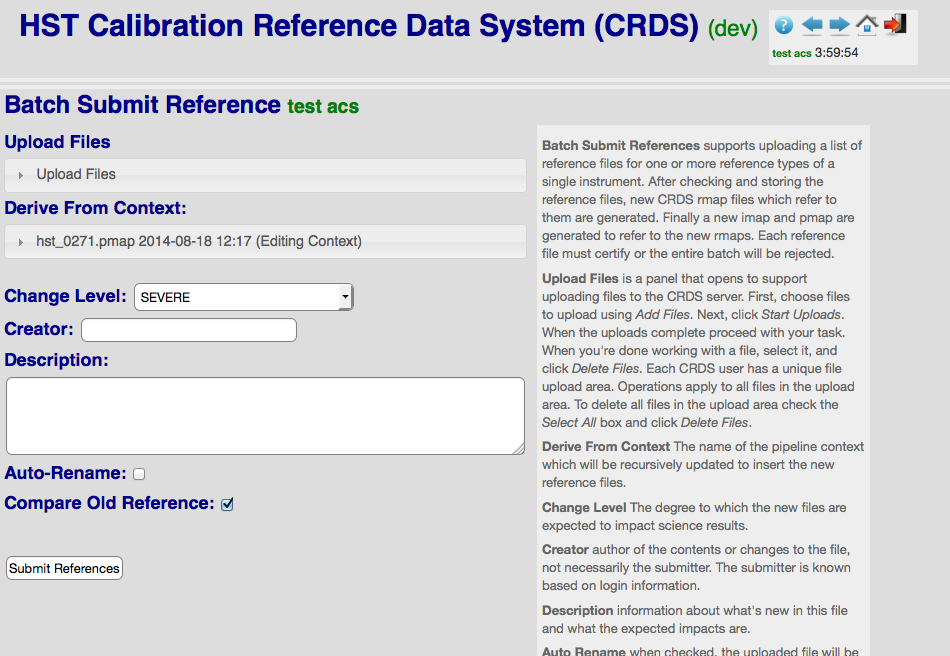 HST Calibration Reference Data System (CRDS) (dev)
test acs 3:59:54
Batch Submit Reference test acs
Upload Files
Upload Files
Derive From Context:
hst_0271.pmap 2014-08-18 12:17 (Editing Context)
Change Level: SEVERE
Creator:
Description:
Auto-Rename:
Compare Old Reference:
Submit References
Batch Submit References supports uploading a list of
reference files for one or more reference types of a
single instrument. After checking and storing the
reference files, new CRDS rmap files which refer to
them are generated. Finally a new imap and pmap are
generated to refer to the new rmaps. Each reference
file must certify or the entire batch will be rejected.
Upload Files is a panel that opens to support
uploading files to the CRDS server. First, choose files
to upload using Add Files. Next, click Start Uploads.
When the uploads complete proceed with your task.
When you're done working with a file, select it, and
click Delete Files. Each CRDS user has a unique file
upload area. Operations apply to all files in the upload
area. To delete all files in the upload area check the
Select All box and click Delete Files.
Derive From Context The name of the pipeline context
which will be recursively updated to insert the new
reference files.
Change Level The degree to which the new files are
expected to impact science results.
Creator author of the contents or changes to the file,
not necessarily the submitter. The submitter is known
based on login information.
Description information about what's new in this file
and what the expected impacts are.
Auto Rename when checked, the uploaded file will be